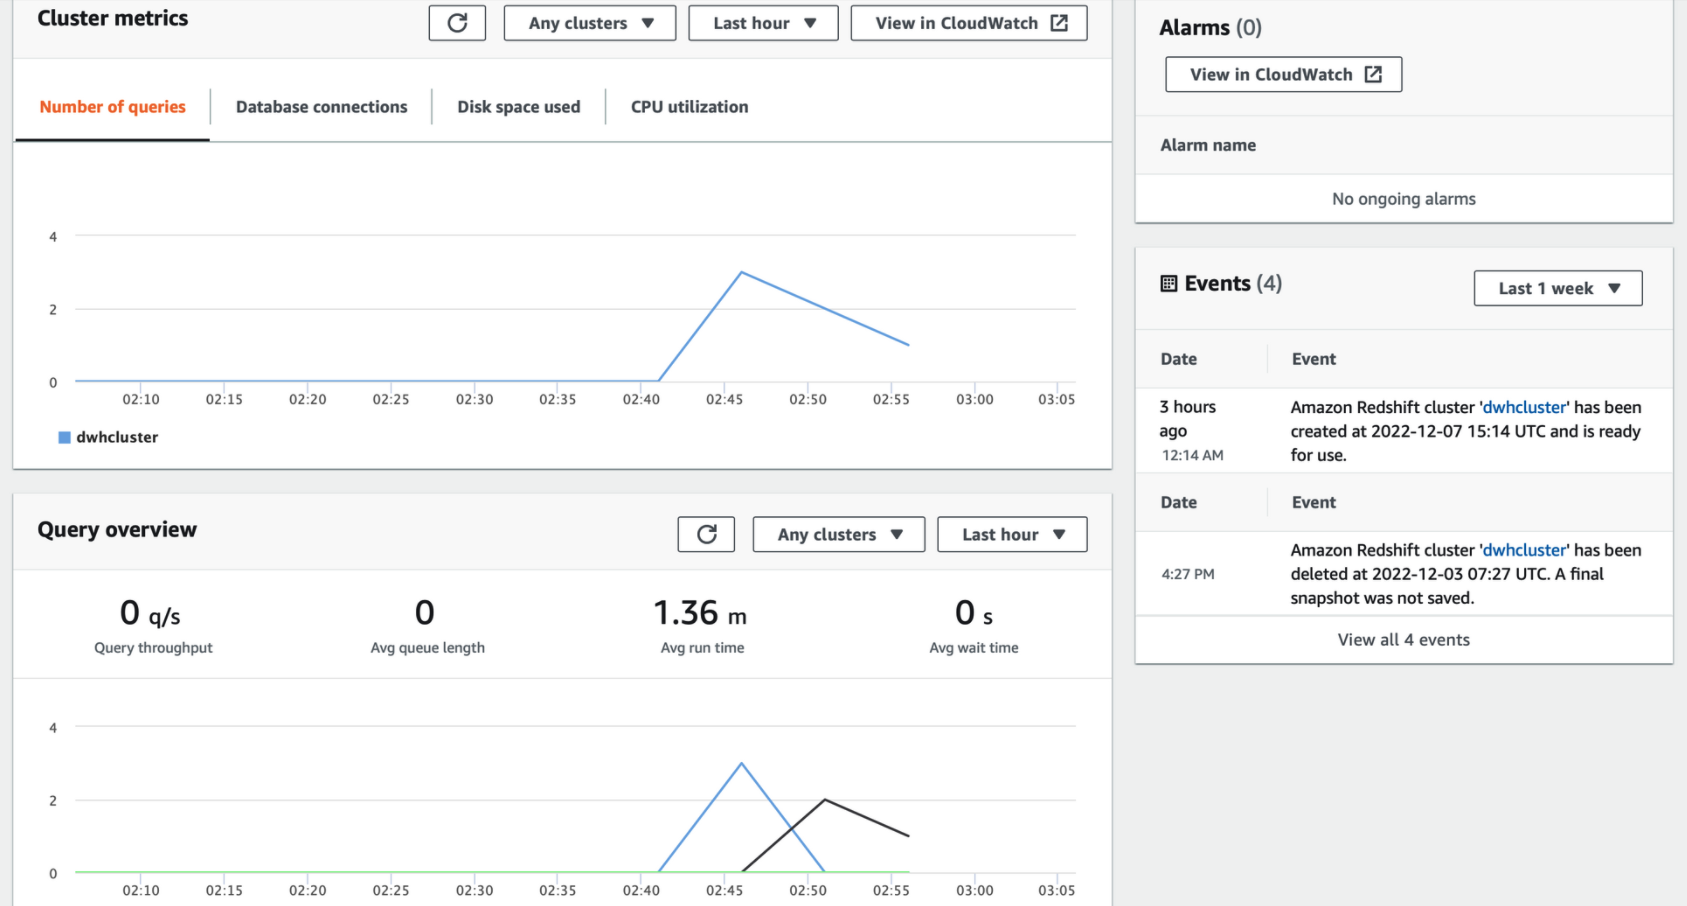 Cluster metrics
Any clusters
Last hour
View in CloudWatch
Number of queries
Database connections
Disk space used
CPU utilization
4
2
0
02:10 02:15 02:20 02:25 02:30 02:35 02:40 02:45 02:50 02:55 03:00 03:05
dwhcluster
Query overview
Any clusters
Last hour
0 q/s
Query throughput
0
Avg queue length
1.36 m
Avg run time
0 s
Avg wait time
4
2
0
02:10 02:15 02:20 02:25 02:30 02:35 02:40 02:45 02:50 02:55 03:00 03:05
Alarms (0)
View in CloudWatch
Alarm name
No ongoing alarms
Events (4)
Last 1 week
Date Event
3 hours
ago
12:14 AM
Amazon Redshift cluster 'dwhcluster' has been
created at 2022-12-07 15:14 UTC and is ready
for use.
Date Event
4:27 PM
Amazon Redshift cluster 'dwhcluster' has been
deleted at 2022-12-03 07:27 UTC. A final
snapshot was not saved.
View all 4 events